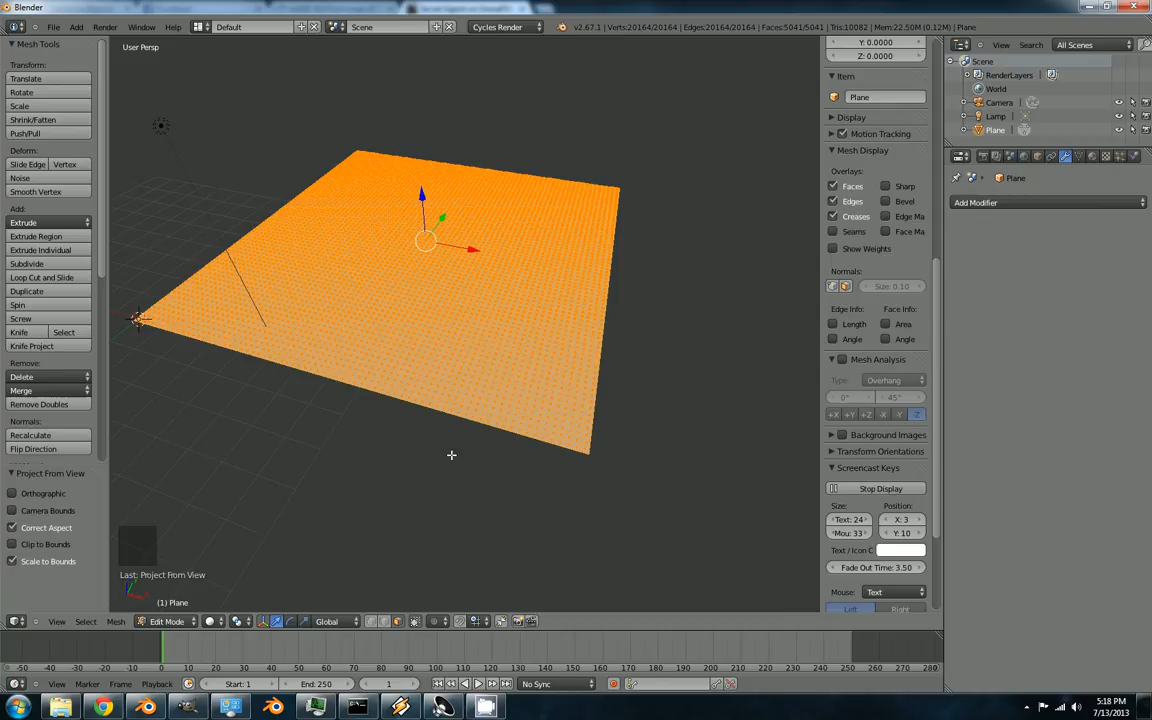 Blender
File Add Render Window Help
Default
Scene
Cycles Render
v2.67.1 | Verts:20164/20164 | Edges:20164/20164 | Faces:5041/5041 | Tris:10082 | Mem:22.50M (0.12M) | Plane
Mesh Tools
Transform:
Translate
Rotate
Scale
Shrink/Fatten
Push/Pull
Deform:
Slide Edge Vertex
Noise
Smooth Vertex
Add:
Extrude
Extrude Region
Extrude Individual
Subdivide
Loop Cut and Slide
Duplicate
Spin
Screw
Knife Select
Knife Project
Remove:
Delete
Merge
Remove Doubles
Normals:
Recalculate
Flip Direction
Project From View
Orthographic
Camera Bounds
Correct Aspect
Clip to Bounds
Scale to Bounds
User Persp
Last: Project From View
(1) Plane
Y: 0.0000
Z: 0.0000
Item
Plane
Display
Motion Tracking
Mesh Display
Overlays:
Faces Sharp
Edges Bevel
Creases Edge Ma
Seams Face Ma
Show Weights
Normals:
Size: 0.10
Edge Info: Face Info:
Length Area
Angle Angle
Mesh Analysis
Type: Overhang
0° 45°
+X +Y +Z -X -Y -Z
Background Images
Transform Orientations
Screencast Keys
Stop Display
Size: Position:
Text: 24 X: 3
Mou: 33 Y: 10
Text / Icon C
Fade Out Time: 3.50
Mouse: Text
Left Right
View Search All Scenes
Scene
RenderLayers
World
Camera
Lamp
Plane
Plane
Add Modifier
View Select Mesh Edit Mode Global
-50 -40 -30 -20 -10 0 10 20 30 40 50 60 70 80 90 100 110 120 130 140 150 160 170 180 190 200 210 220 230 240 250 260 270 280
View Marker Frame Playback Start: 1 End: 250 1 No Sync
5:18 PM
7/13/2013